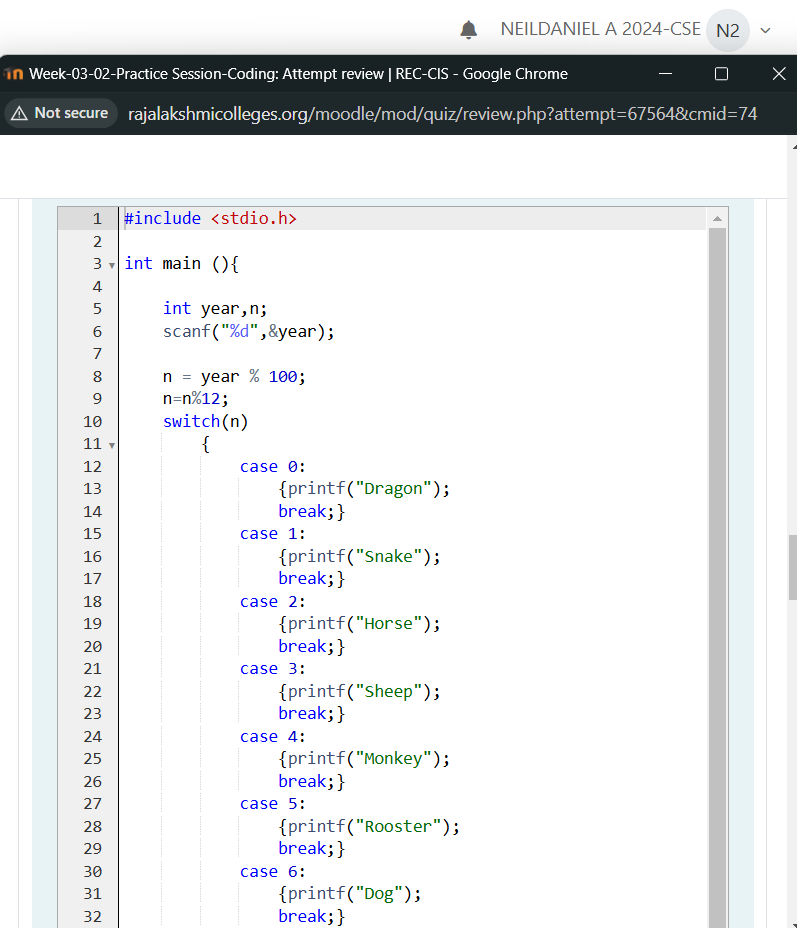 NEILDANIEL A 2024-CSE N2
Week-03-02-Practice Session-Coding: Attempt review | REC-CIS - Google Chrome
Not secure rajalakshmicolleges.org/moodle/mod/quiz/review.php?attempt=67564&cmid=74
1 #include <stdio.h>
2
3 int main (){
4
5 int year,n;
6 scanf("%d",&year);
7
8 n = year % 100;
9 n=n%12;
10 switch(n)
11 {
12 case 0:
13 {printf("Dragon");
14 break;}
15 case 1:
16 {printf("Snake");
17 break;}
18 case 2:
19 {printf("Horse");
20 break;}
21 case 3:
22 {printf("Sheep");
23 break;}
24 case 4:
25 {printf("Monkey");
26 break;}
27 case 5:
28 {printf("Rooster");
29 break;}
30 case 6:
31 {printf("Dog");
32 break;}